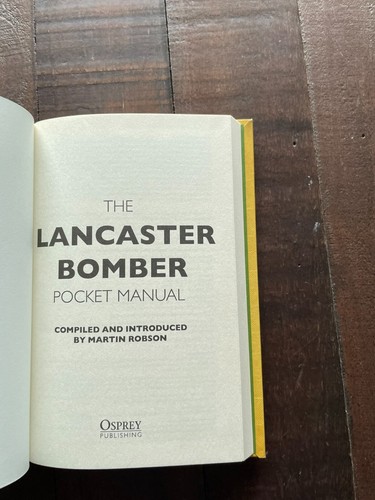 THE
LANCASTER
BOMBER
POCKET MANUAL
COMPILED AND INTRODUCED
BY MARTIN ROBSON
OSPREY
PUBLISHING